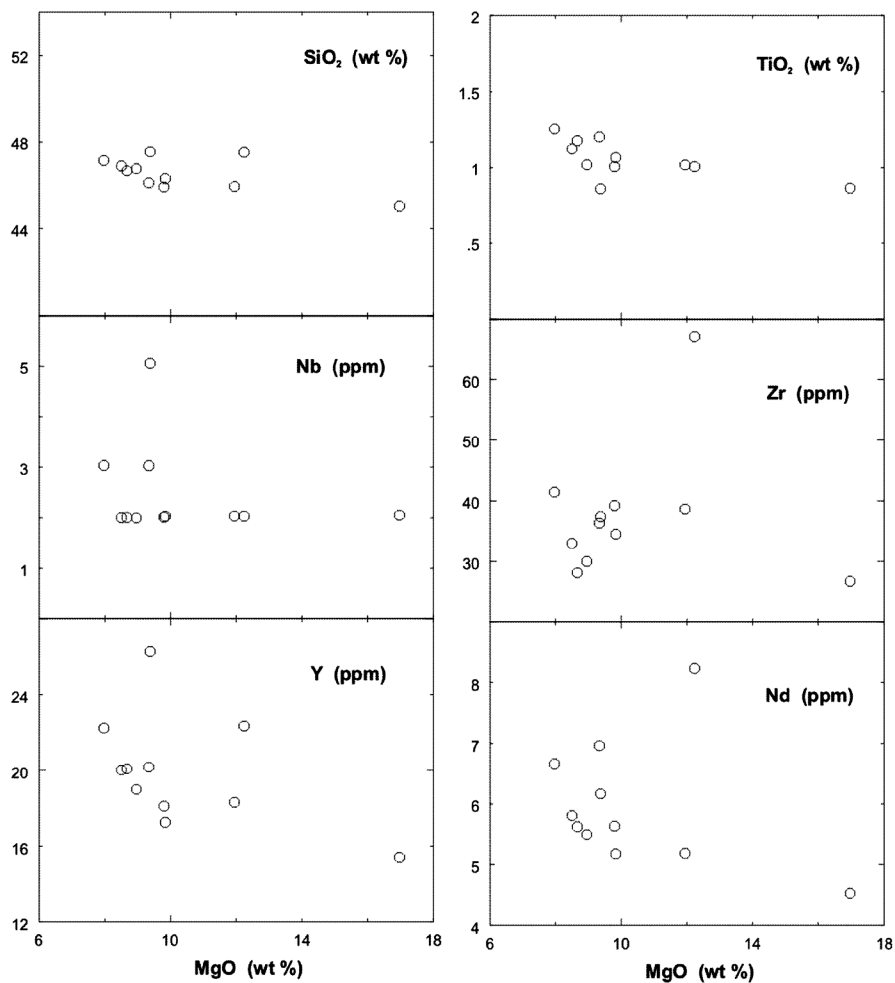 52
48
44
SiO₂ (wt %)
2
1.5
1
.5
TiO₂ (wt %)
5
3
1
Nb (ppm)
60
50
40
30
Zr (ppm)
24
20
16
12
Y (ppm)
8
7
6
5
4
Nd (ppm)
6 10 14 18
MgO (wt %)
6 10 14 18
MgO (wt %)